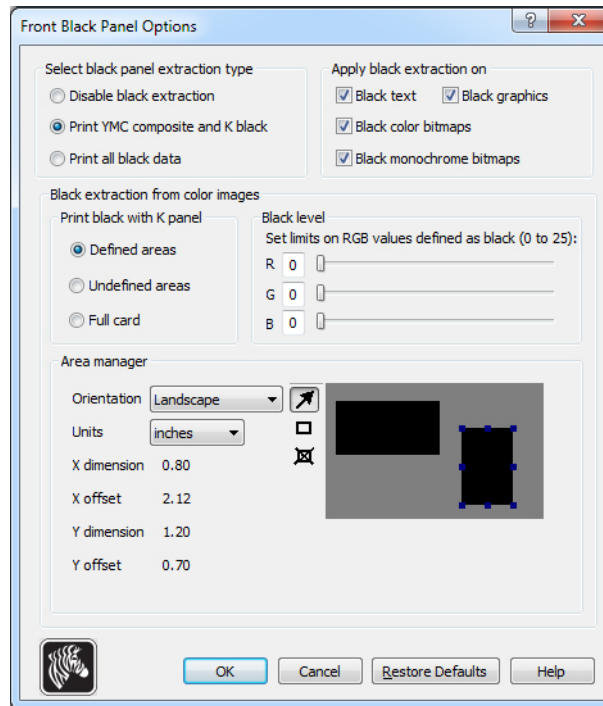 Front Black Panel Options
Select black panel extraction type
Disable black extraction
Print YMC composite and K black
Print all black data
Apply black extraction on
Black text
Black graphics
Black color bitmaps
Black monochrome bitmaps
Black extraction from color images
Print black with K panel
Defined areas
Undefined areas
Full card
Black level
Set limits on RGB values defined as black (0 to 25):
R 0
G 0
B 0
Area manager
Orientation Landscape
Units inches
X dimension 0.80
X offset 2.12
Y dimension 1.20
Y offset 0.70
OK Cancel Restore Defaults Help